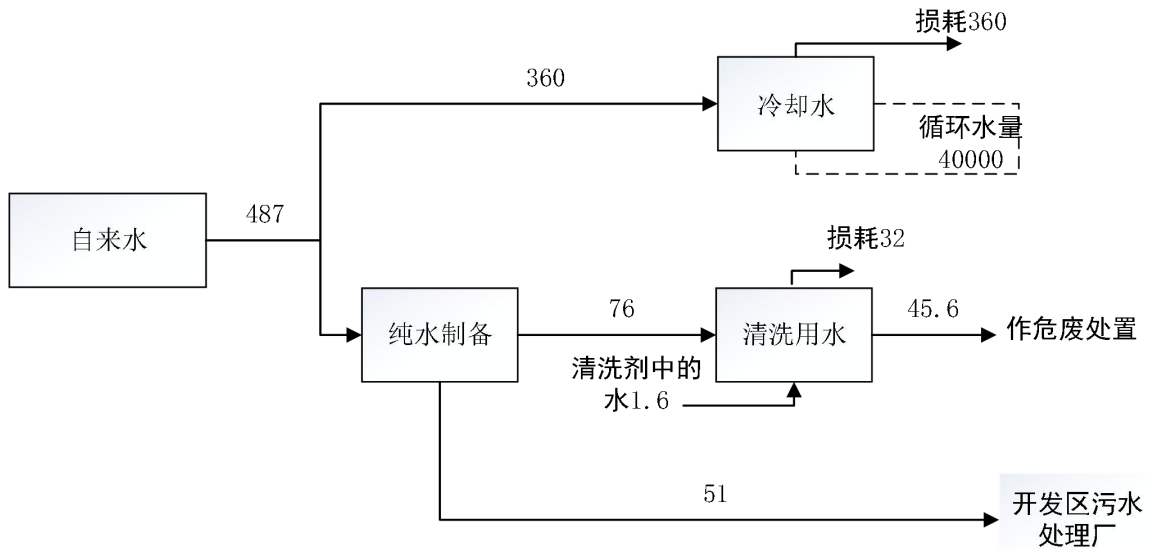 损耗360
360
冷却水
循环水量
40000
487
自来水
损耗32
76
45.6
纯水制备
清洗用水
作危废处置
清洗剂中的
水1.6
51
开发区污水
处理厂